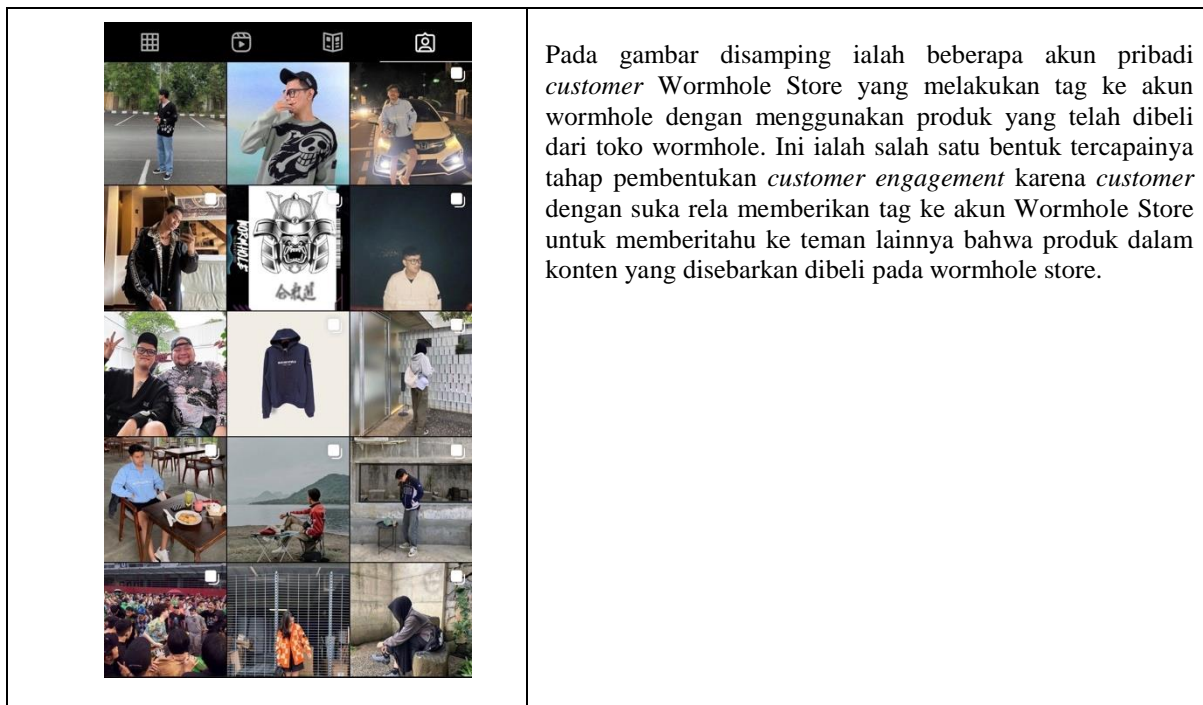 Pada gambar disamping ialah beberapa akun pribadi
customer Wormhole Store yang melakukan tag ke akun
wormhole dengan menggunakan produk yang telah dibeli
dari toko wormhole. Ini ialah salah satu bentuk tercapainya
tahap pembentukan customer engagement karena customer
dengan suka rela memberikan tag ke akun Wormhole Store
untuk memberitahu ke teman lainnya bahwa produk dalam
konten yang disebarkan dibeli pada wormhole store.
WORMHOLE